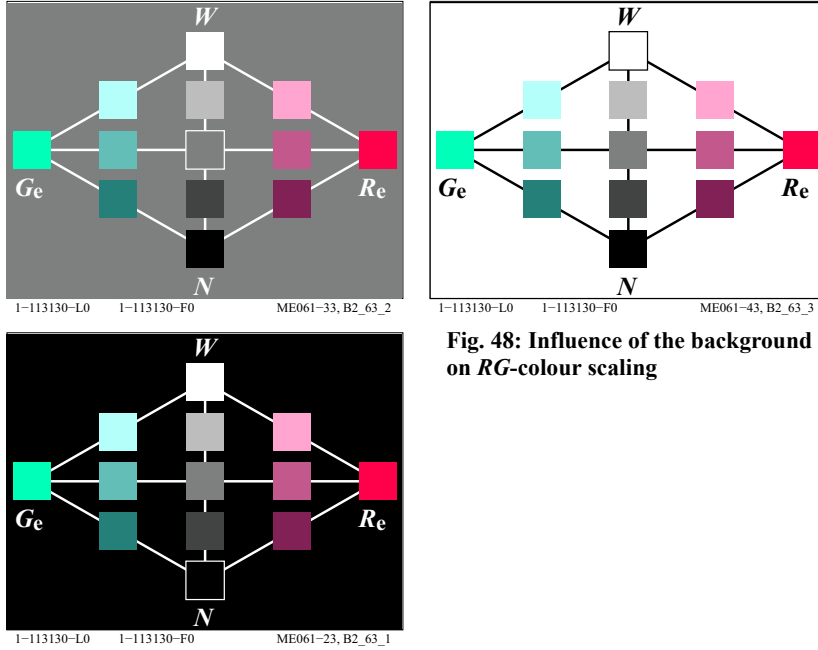 W
Ge
Re
N
1−113130−L0 1−113130−F0 ME061−33, B2_63_2
W
Ge
Re
N
1−113130−L0 1−113130−F0 ME061−43, B2_63_3
Fig. 48: Influence of the background
on RG-colour scaling
W
Ge
Re
N
1−113130−L0 1−113130−F0 ME061−23, B2_63_1